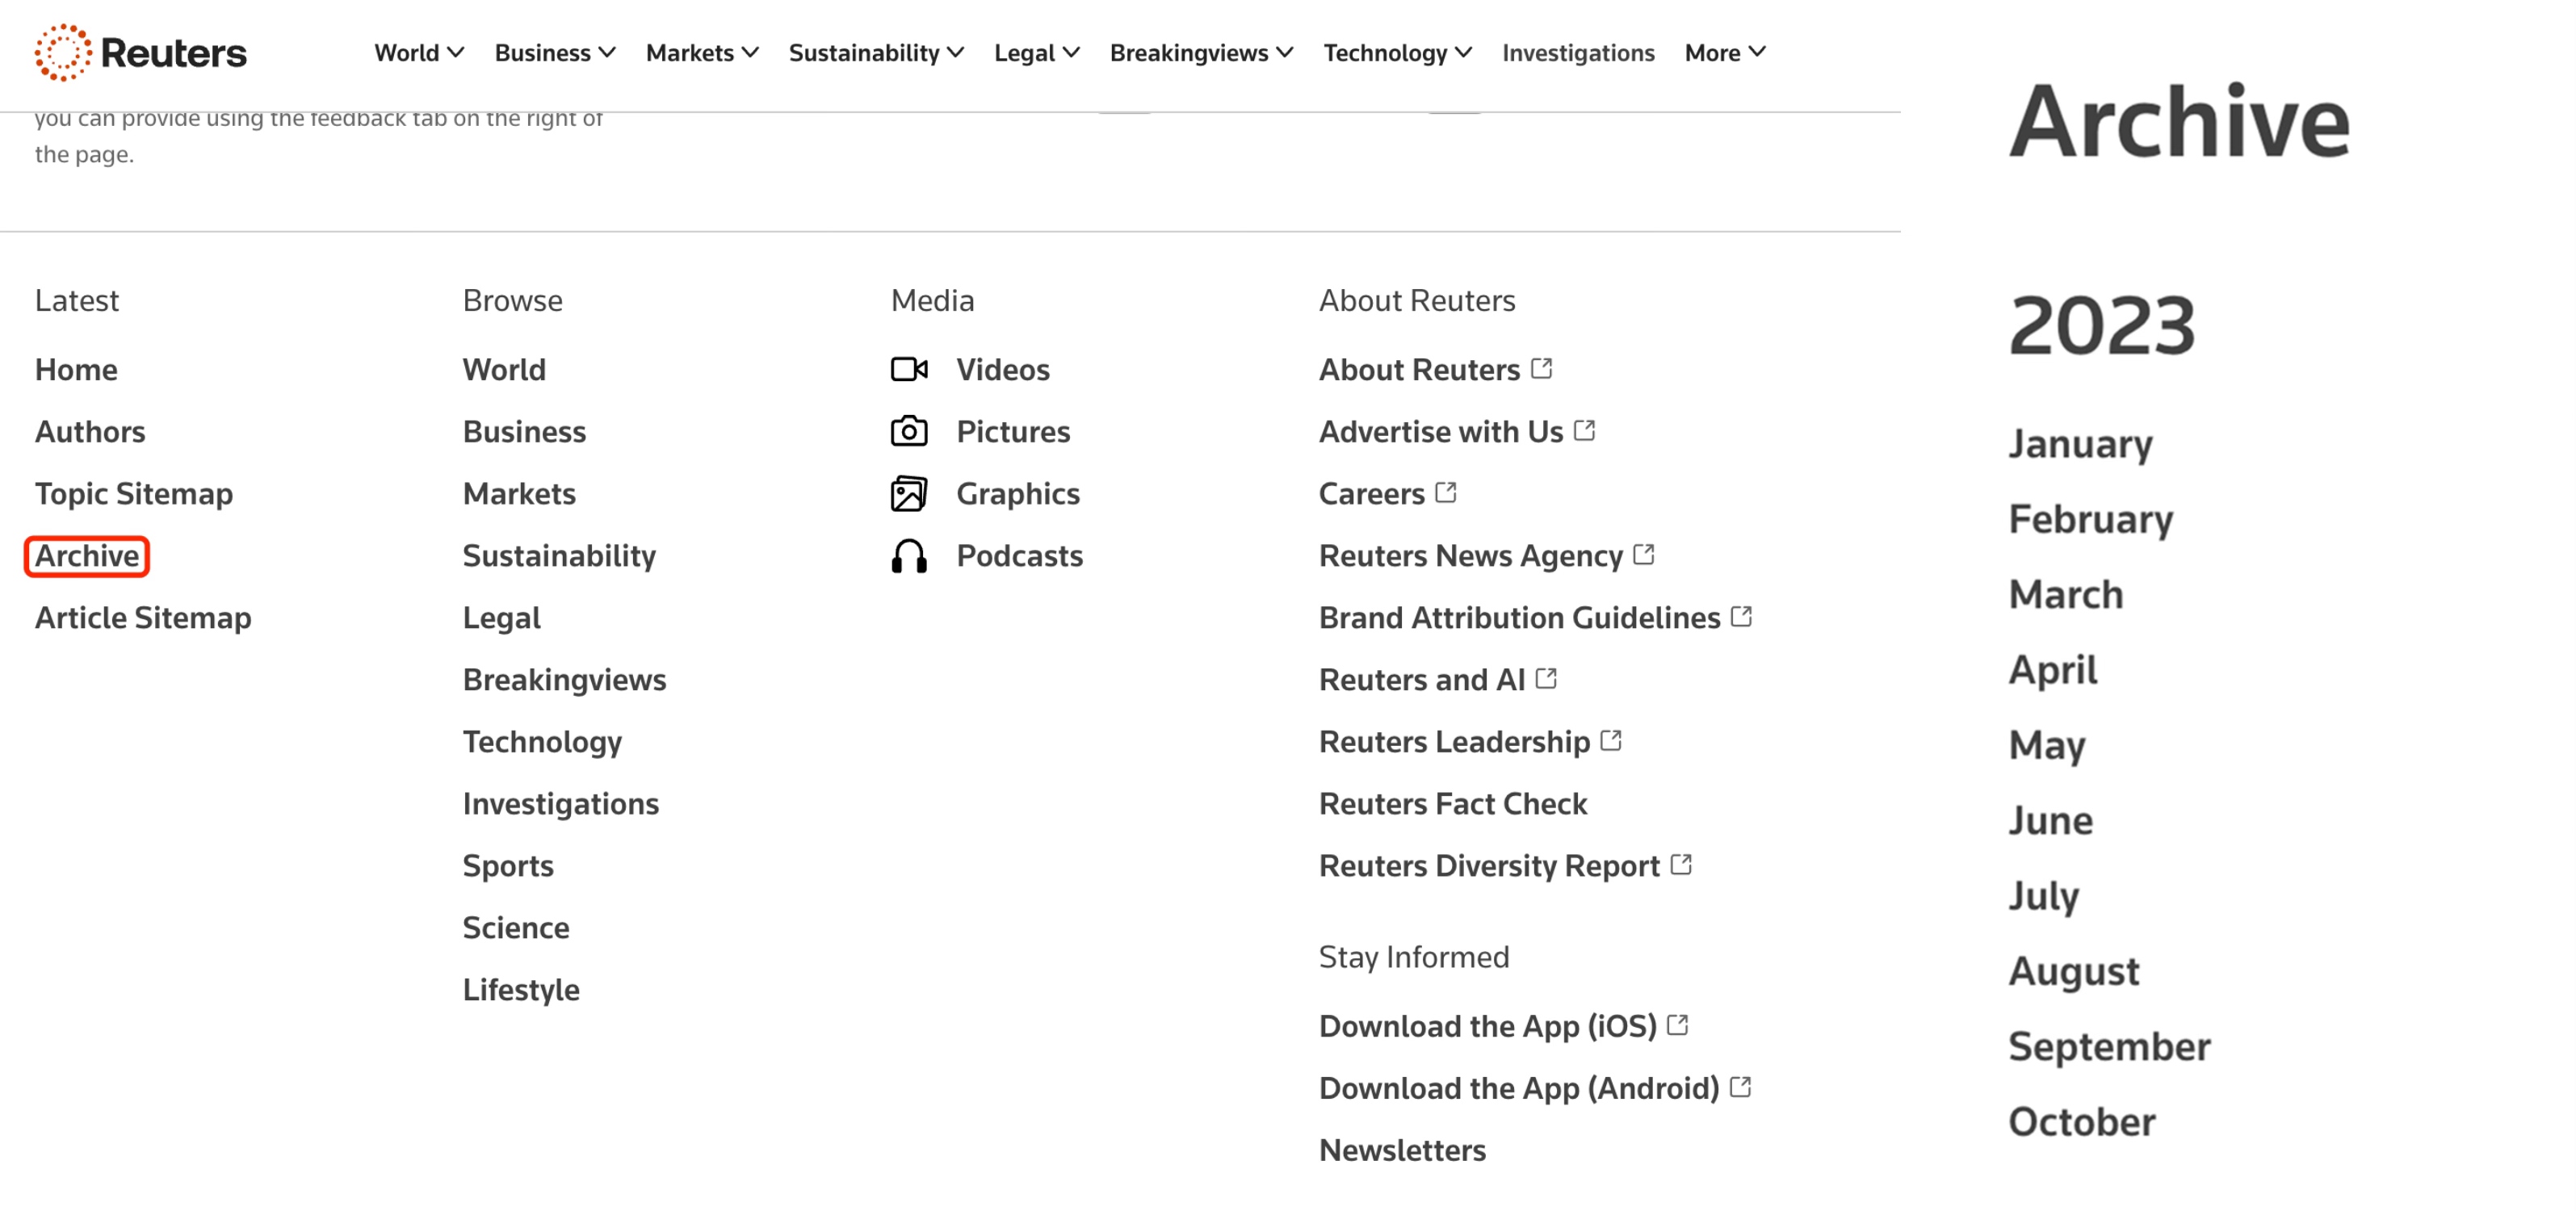 Reuters
World
Business
Markets
Sustainability
Legal
Breakingviews
Technology
Investigations
More
you can provide using the feedback tab on the right of
the page.
Latest
Home
Authors
Topic Sitemap
Archive
Article Sitemap
Browse
World
Business
Markets
Sustainability
Legal
Breakingviews
Technology
Investigations
Sports
Science
Lifestyle
Media
Videos
Pictures
Graphics
Podcasts
About Reuters
About Reuters
Advertise with Us
Careers
Reuters News Agency
Brand Attribution Guidelines
Reuters and AI
Reuters Leadership
Reuters Fact Check
Reuters Diversity Report
Stay Informed
Download the App (iOS)
Download the App (Android)
Newsletters
Archive
2023
January
February
March
April
May
June
July
August
September
October